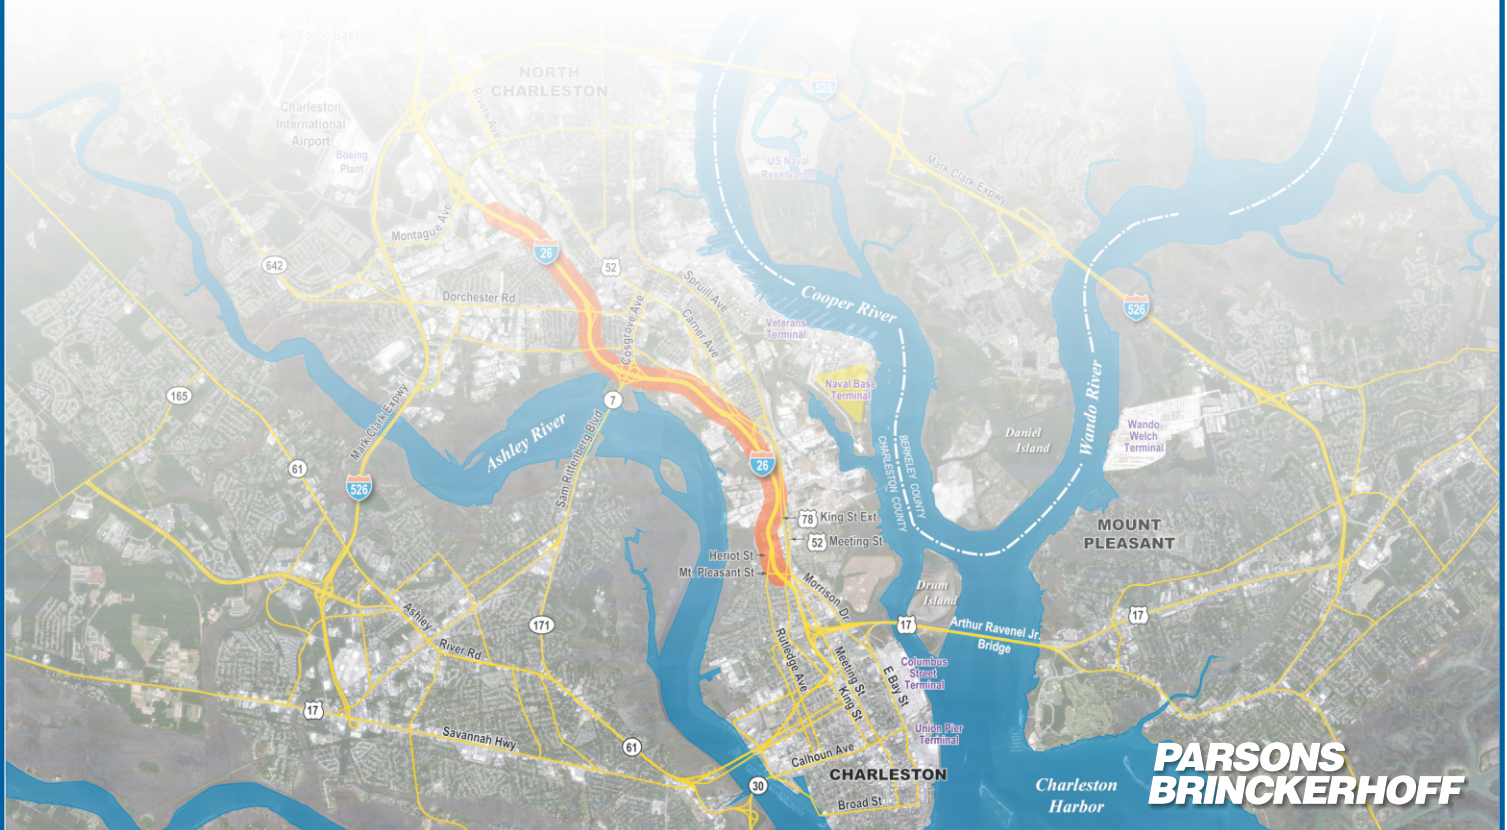 Charleston
Air Force Base
NORTH
CHARLESTON
526
Rivers Ave
Charleston
International
Airport
Boeing
Plant
US Naval
Reservation
Mark Clark Expwy
Montague Ave
26
642
52
Dorchester Rd
Spruill Ave
Cooper River
526
Cosgrove Ave
Carner Ave
Veterans
Terminal
Naval Base
Terminal
165
7
Mark Clark Expwy
Ashley River
Sam Rittenberg Blvd
Wando River
Daniel
Island
Wando
Welch
Terminal
BERKELEY COUNTY
CHARLESTON COUNTY
61
526
26
78 King St Ext
52 Meeting St
MOUNT
PLEASANT
Heriot St
Mt. Pleasant St
Morrison Dr
Drum
Island
17
17
Arthur Ravenel Jr.
Bridge
Ashley
River Rd
171
Rutledge Ave
Meeting St
King St
E Bay St
Columbus
Street
Terminal
17
Savannah Hwy
61
Union Pier
Terminal
Calhoun Ave
CHARLESTON
30
Broad St
Charleston
Harbor
PARSONS
BRINCKERHOFF